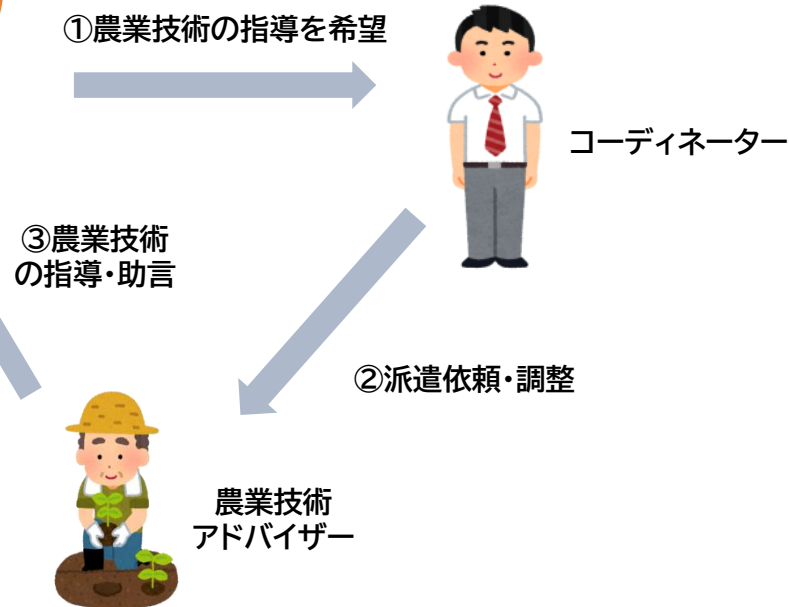 ①農業技術の指導を希望
コーディネーター
③農業技術
の指導・助言
②派遣依頼・調整
農業技術
アドバイザー